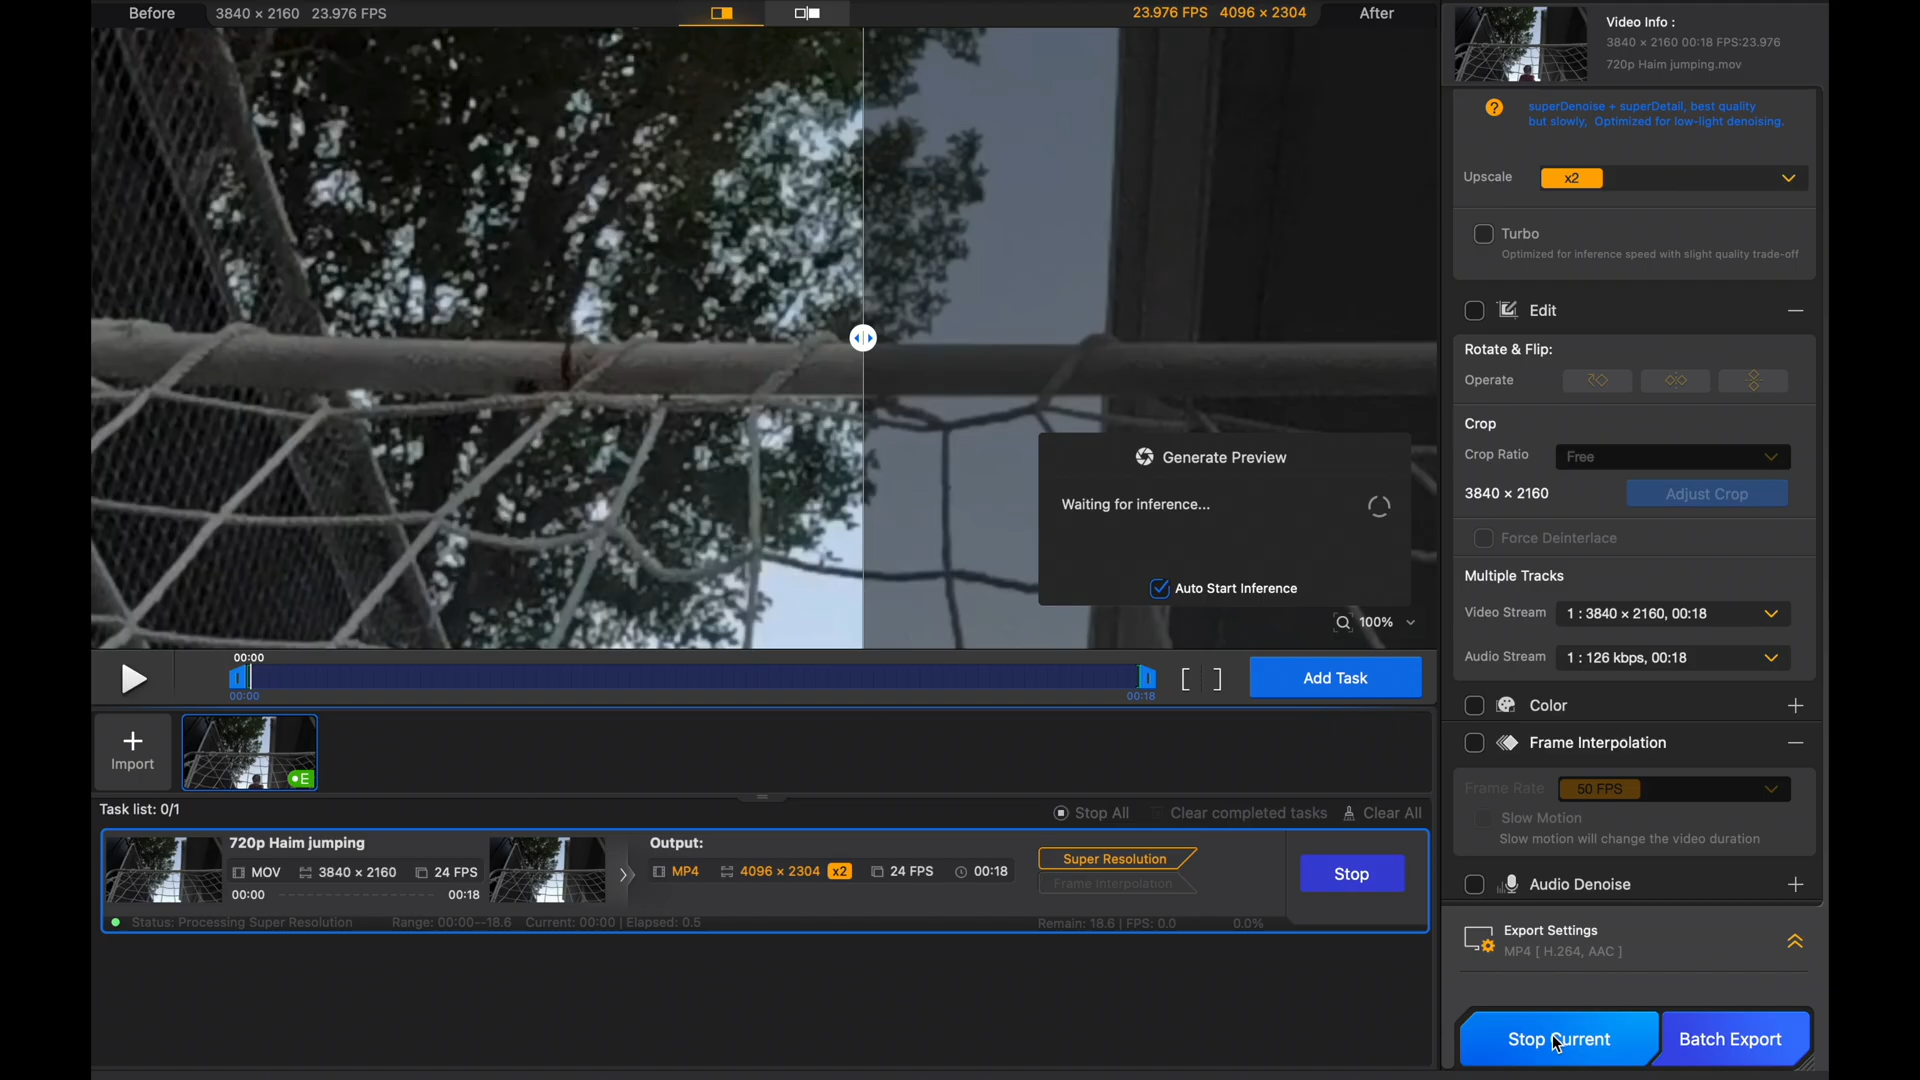 Before
3840 × 2160 23.976 FPS
23.976 FPS 4096 × 2304
After
Video Info :
3840 × 2160 00:18 FPS:23.976
720p Haim jumping.mov
superDenoise + superDetail, best quality
but slowly, Optimized for low-light denoising.
Upscale
x2
Turbo
Optimized for inference speed with slight quality trade-off
Edit
Rotate & Flip:
Operate
Crop
Crop Ratio
Free
3840 × 2160
Adjust Crop
Force Deinterlace
Multiple Tracks
Video Stream
1 : 3840 × 2160, 00:18
Audio Stream
1 : 126 kbps, 00:18
Color
Frame Interpolation
Frame Rate
50 FPS
Slow Motion
Slow motion will change the video duration
Audio Denoise
Export Settings
MP4 [ H.264, AAC ]
Stop Current
Batch Export
Generate Preview
Waiting for inference...
Auto Start Inference
100%
00:00
00:00
00:18
[ ]
Add Task
Import
E
Task list: 0/1
Stop All
Clear completed tasks
Clear All
720p Haim jumping
MOV 3840 × 2160 24 FPS
00:00
00:18
Output:
MP4 4096 × 2304 x2 24 FPS 00:18
Super Resolution
Frame Interpolation
Stop
Status: Processing Super Resolution Range: 00:00--18.6 Current: 00:00 | Elapsed: 0.5
Remain: 18.6 | FPS: 0.0 0.0%